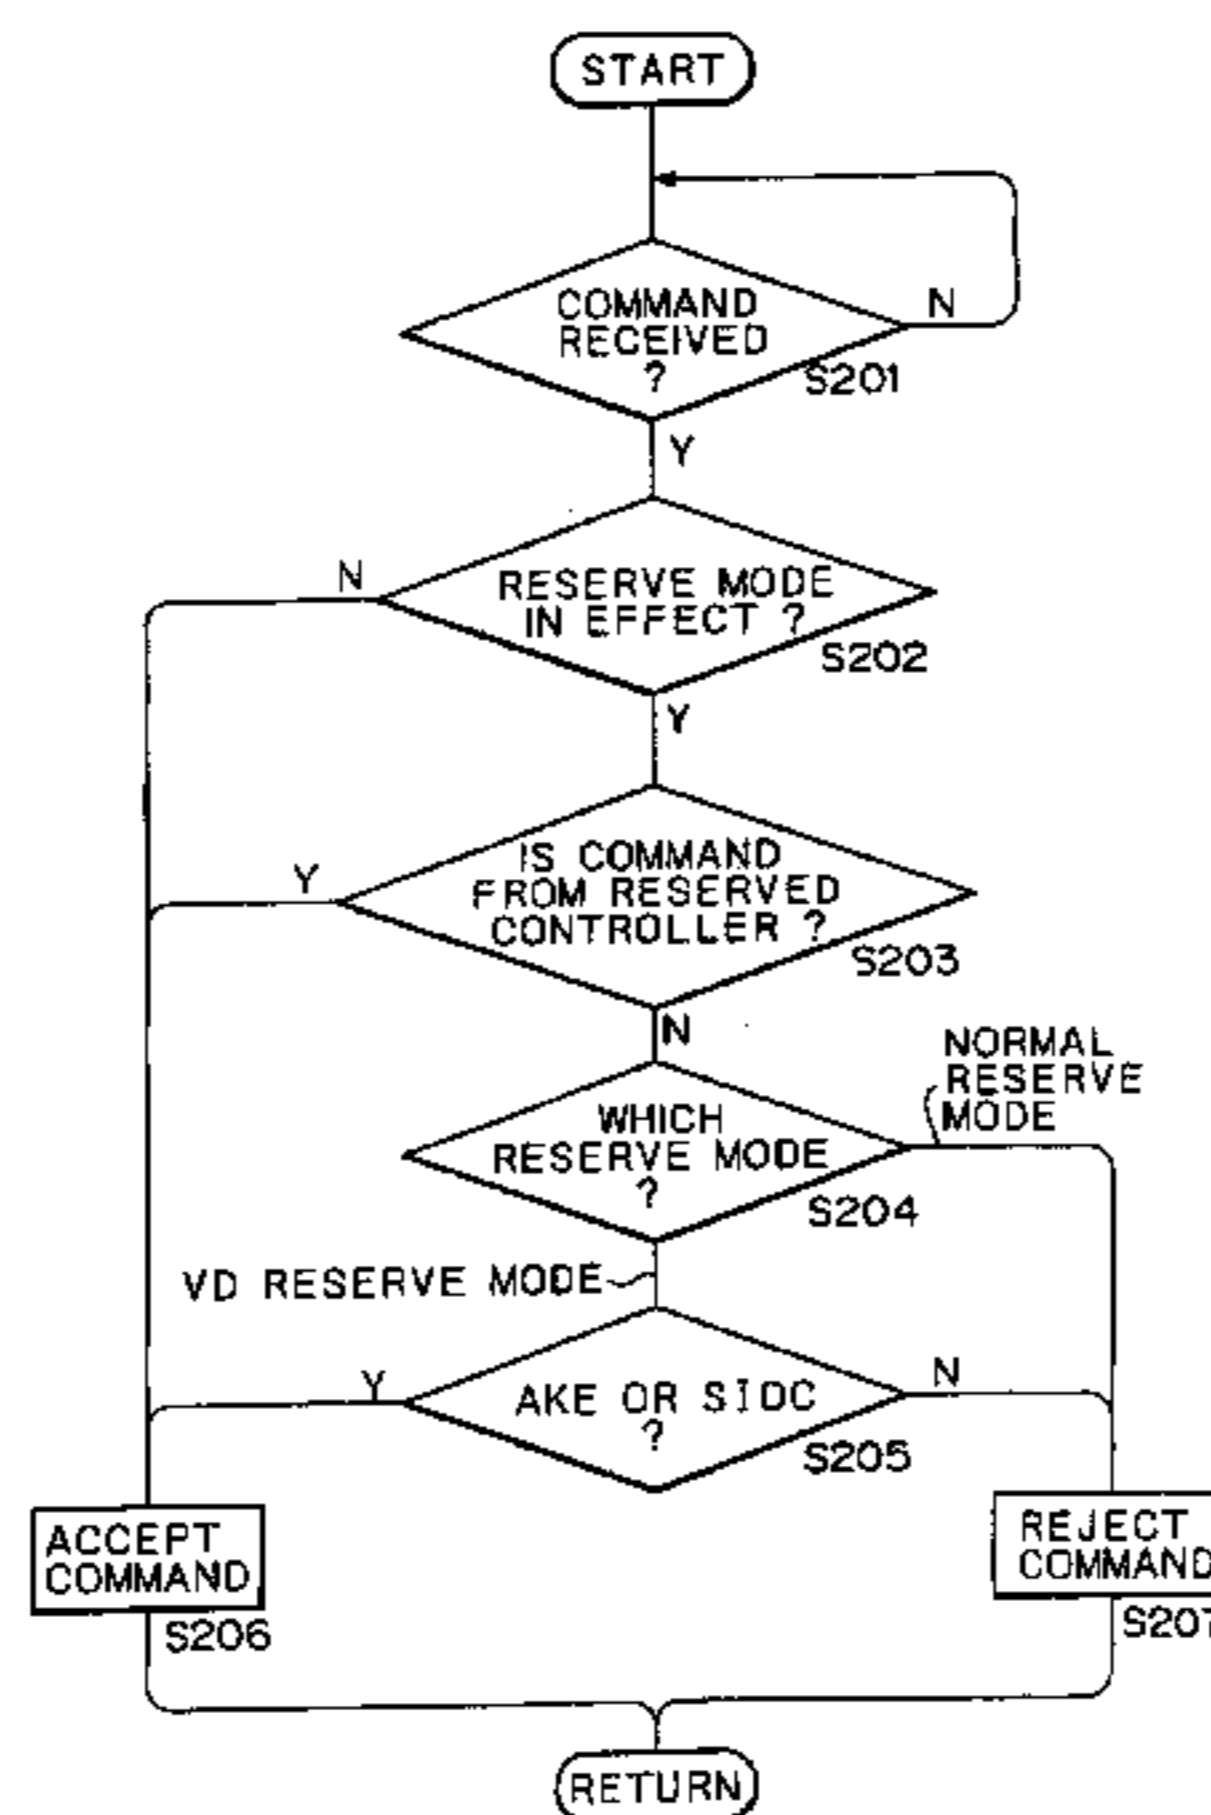 START
COMMAND
RECEIVED
?
N
S201
Y
N
RESERVE MODE
IN EFFECT ?
S202
Y
Y
IS COMMAND
FROM RESERVED
CONTROLLER ?
S203
N
NORMAL
RESERVE
MODE
WHICH
RESERVE MODE
?
S204
VD RESERVE MODE
Y
AKE OR SIDC
?
N
S205
ACCEPT
COMMAND
S206
REJECT
COMMAND
S207
RETURN